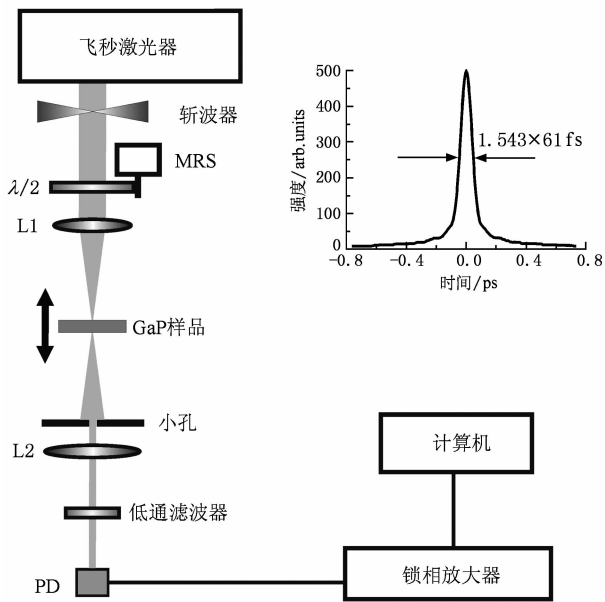 飞秒激光器
斩波器
MRS
λ/2
L1
GaP样品
小孔
L2
低通滤波器
PD
强度/arb.units
500
400
300
200
100
0
1.543×61fs
-0.8
-0.4
0.0
0.4
0.8
时间/ps
计算机
锁相放大器